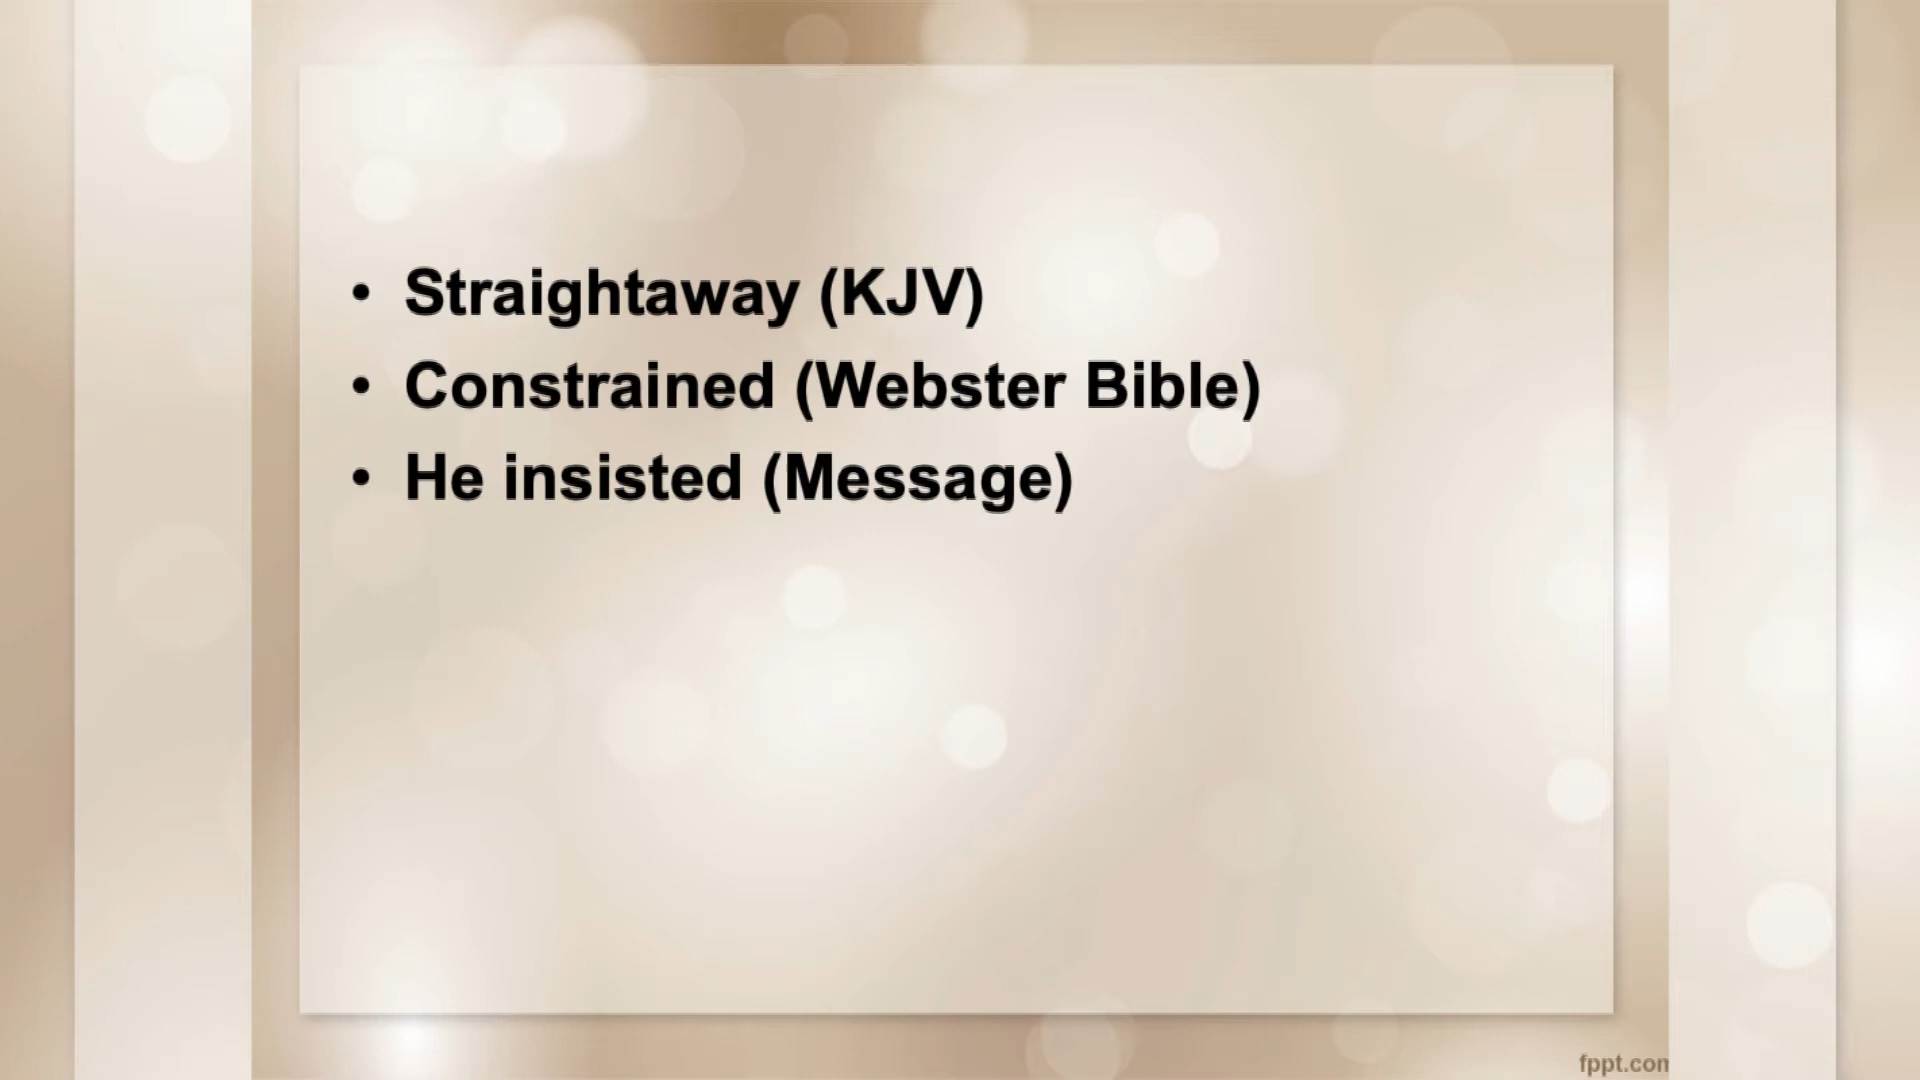 • Straightaway (KJV)
• Constrained (Webster Bible)
• He insisted (Message)
fppt.com